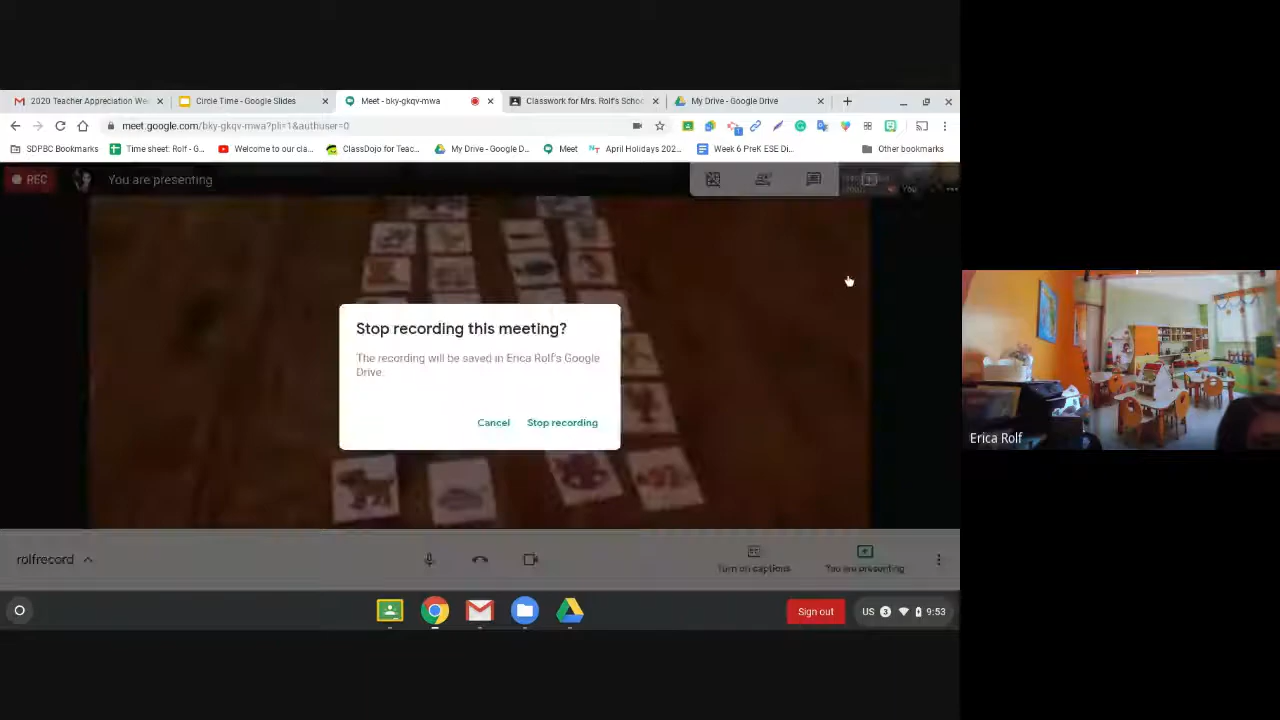 2020 Teacher Appreciation We
Circle Time - Google Slides
Meet - bky-gkqv-mwa
Classwork for Mrs. Rolf's Schoo
My Drive - Google Drive
meet.google.com/bky-gkqv-mwa?pli=1&authuser=0
SDPBC Bookmarks
Time sheet: Rolf - G...
Welcome to our cla...
ClassDojo for Teac...
My Drive - Google D...
Meet
April Holidays 202...
Week 6 PreK ESE Di...
Other bookmarks
REC
You are presenting
You
Stop recording this meeting?
The recording will be saved in Erica Rolf's Google
Drive.
Cancel
Stop recording
Erica Rolf
rolfrecord
Turn on captions
You are presenting
Sign out
US
3
9:53